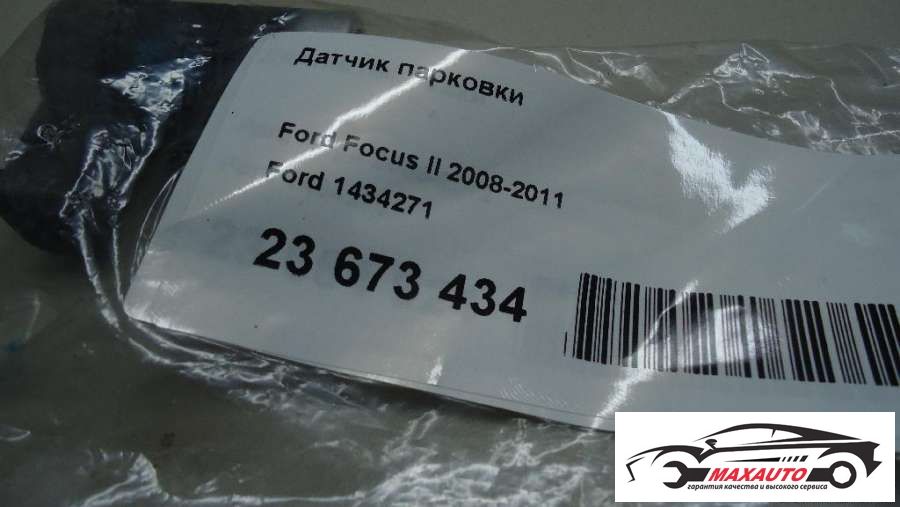 Датчик парковки
Ford Focus II 2008-2011
Ford 1434271
23 673 434
MAXAUTO
гарантия качества и высокого сервиса